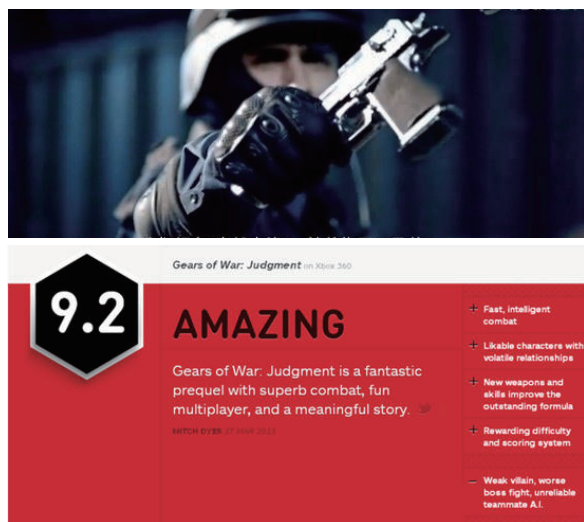 Gears of War: Judgment on Xbox 360
9.2
AMAZING
Gears of War: Judgment is a fantastic
prequel with superb combat, fun
multiplayer, and a meaningful story.
MITCH DYER
+ Fast, intelligent
combat
+ Likable characters with
volatile relationships
+ New weapons and
skills improve the
outstanding formula
+ Rewarding difficulty
and scoring system
– Weak villain, worse
boss fight, unreliable
teammate A.I.